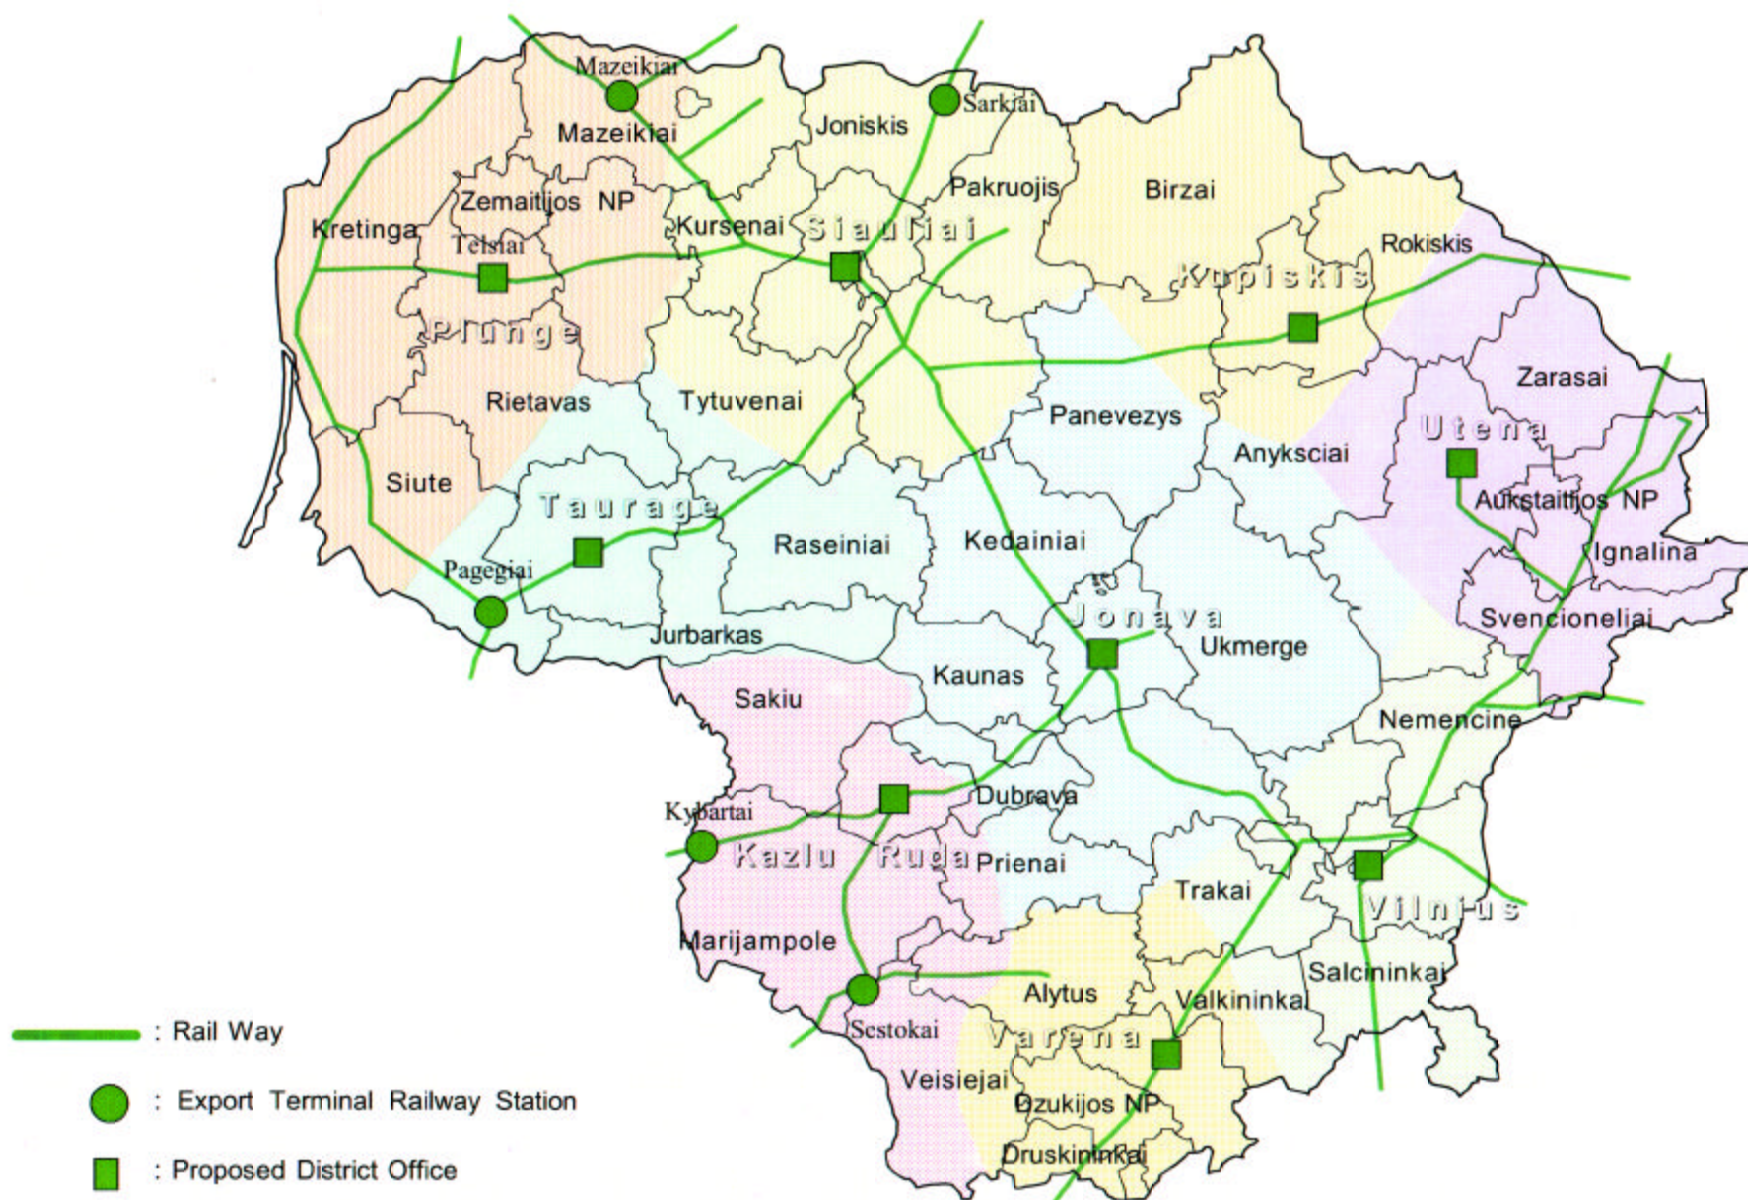 Mazeikiai
Sarkiai
Mazeikiai
Joniskis
Zemaitijos NP
Pakruojis
Birzai
Kretinga
Kursenai
Siauliai
Telsiai
Rokiskis
Kupiskis
Plunge
Zarasai
Rietavas
Tytuvenai
Panevezys
Utena
Anyksciai
Siute
Aukstaitijos NP
Taurage
Raseiniai
Kedainiai
Ignalina
Pagegiai
Jonava
Svencioneliai
Jurbarkas
Ukmerge
Kaunas
Sakiu
Nemencine
Dubrava
Kybartai
Kazlu Ruda
Prienai
Trakai
Vilnius
Marijampole
Salcininkai
Alytus
Valkininkai
Sestokai
Varena
: Rail Way
Veisiejai
: Export Terminal Railway Station
Dzukijos NP
Druskininkai
: Proposed District Office